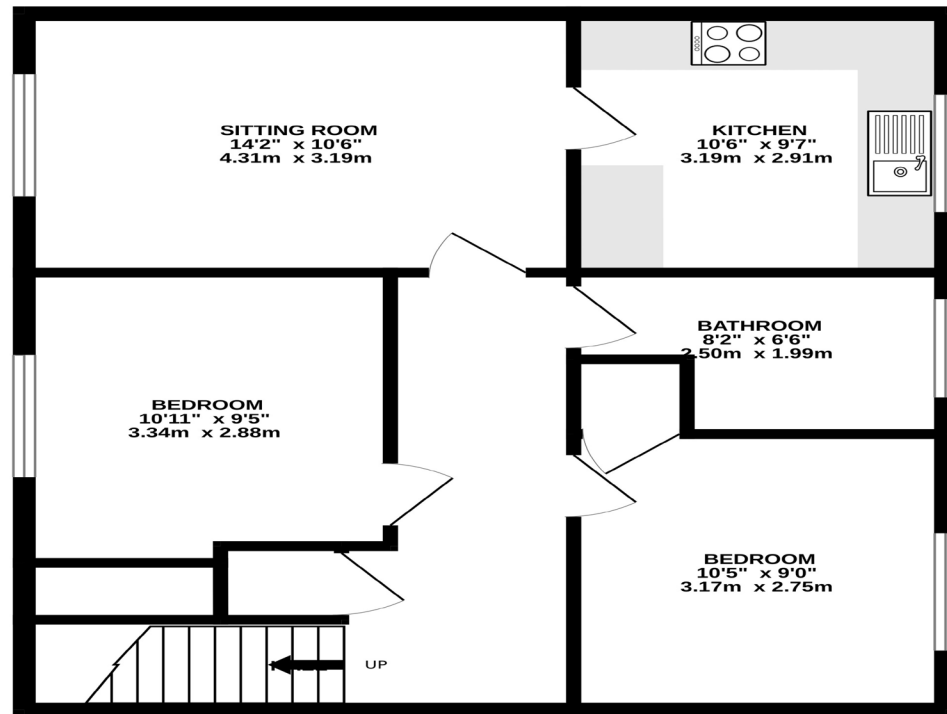 SITTING ROOM
14'2" x 10'6"
4.31m x 3.19m
KITCHEN
10'6" x 9'7"
3.19m x 2.91m
BATHROOM
8'2" x 6'6"
2.50m x 1.99m
BEDROOM
10'11" x 9'5"
3.34m x 2.88m
BEDROOM
10'5" x 9'0"
3.17m x 2.75m
UP